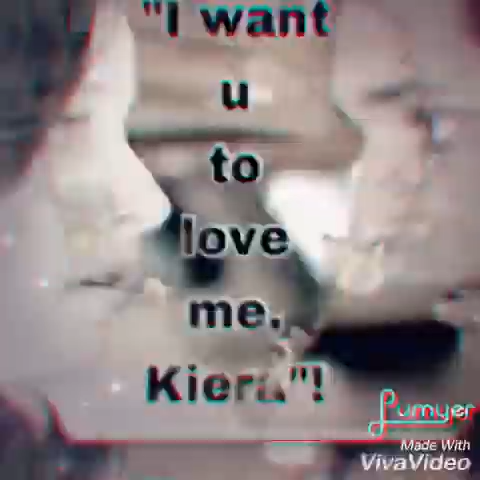 "I want
u
to
love
me.
Kiera"!
Lumyer
Made With
VivaVideo